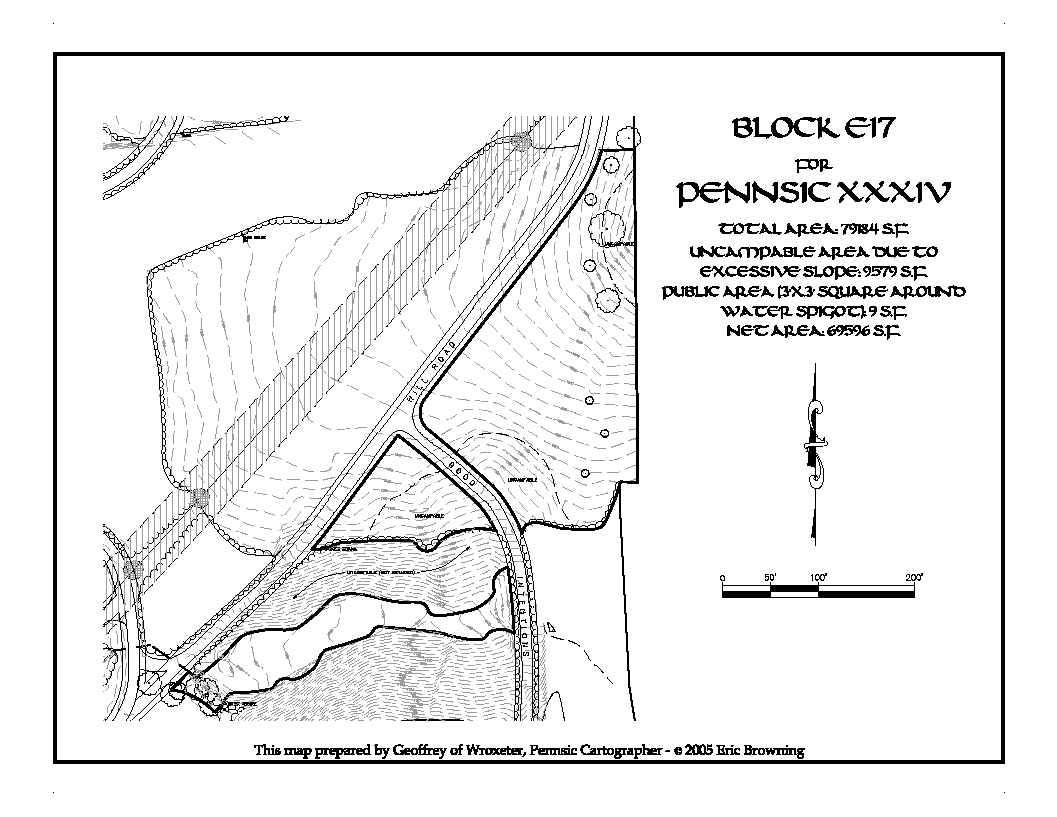 BLOCK E17
FOR
PENNSIC XXXIV
TOTAL AREA: 79184 S.F.
UNCAMPABLE AREA DUE TO
EXCESSIVE SLOPE: 9579 S.F.
PUBLIC AREA (3'X3' SQUARE AROUND
WATER SPIGOT): 9 S.F.
NET AREA: 69596 S.F.
HILL ROAD
GOOD
INTENTIONS
UNCAMPABLE
UNCAMPABLE
UNCAMPABLE
0 50' 100' 200'
This map prepared by Geoffrey of Wroxeter, Pennsic Cartographer - © 2005 Eric Browning